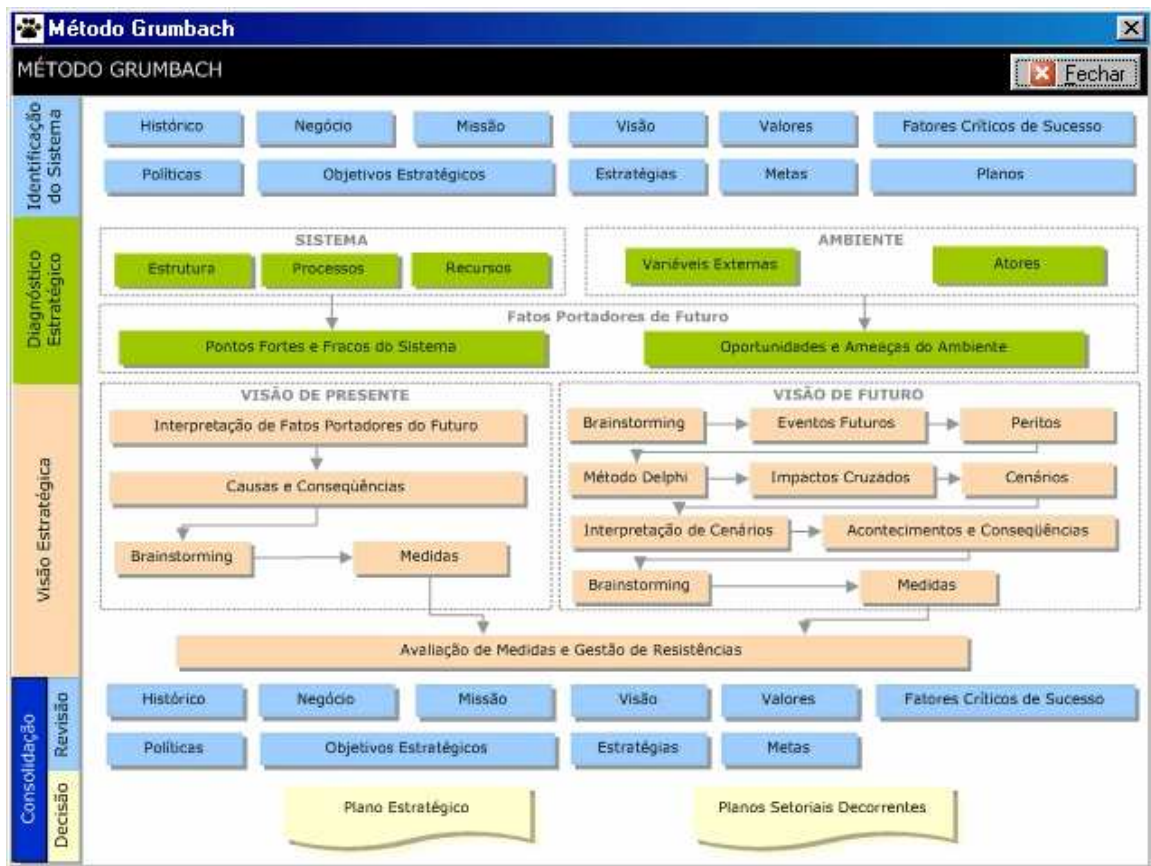 Método Grumbach
MÉTODO GRUMBACH
Fechar
Identificação
do Sistema
Histórico
Negócio
Missão
Visão
Valores
Fatores Críticos de Sucesso
Políticas
Objetivos Estratégicos
Estratégias
Metas
Planos
Diagnóstico
Estratégico
SISTEMA
Estrutura
Processos
Recursos
AMBIENTE
Variáveis Externas
Atores
Fatos Portadores de Futuro
Pontos Fortes e Fracos do Sistema
Oportunidades e Ameaças do Ambiente
Visão Estratégica
VISÃO DE PRESENTE
Interpretação de Fatos Portadores do Futuro
Causas e Conseqüências
Brainstorming
Medidas
VISÃO DE FUTURO
Brainstorming
Eventos Futuros
Peritos
Método Delphi
Impactos Cruzados
Cenários
Interpretação de Cenários
Acontecimentos e Conseqüências
Brainstorming
Medidas
Avaliação de Medidas e Gestão de Resistências
Consolidação
Revisão
Histórico
Negócio
Missão
Visão
Valores
Fatores Críticos de Sucesso
Políticas
Objetivos Estratégicos
Estratégias
Metas
Decisão
Plano Estratégico
Planos Setoriais Decorrentes